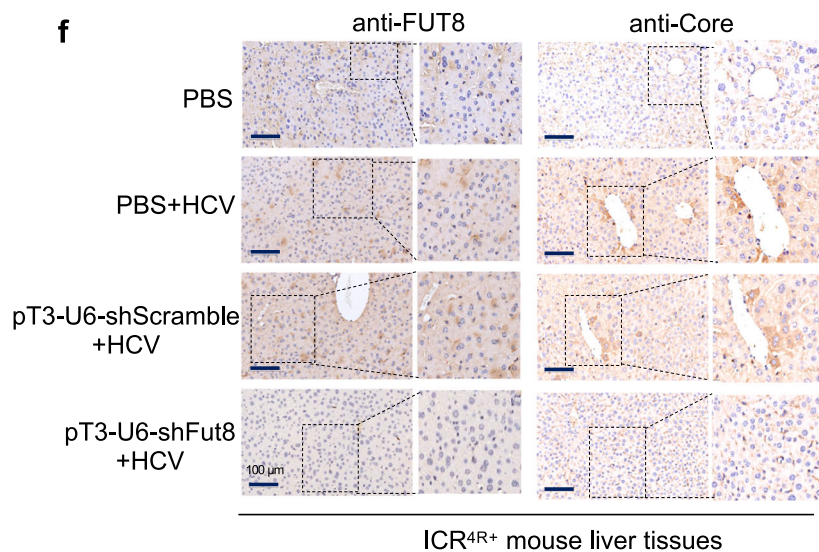 f
anti-FUT8 anti-Core
PBS
PBS+HCV
pT3-U6-shScramble
+HCV
pT3-U6-shFut8
+HCV
100 µm
ICR4R+ mouse liver tissues